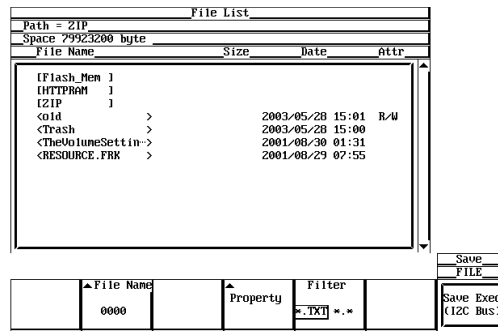 File List
Path = ZIP
Space 79923200 byte
File Name Size Date Attr
[Flash_Mem ]
[HTTPRAM ]
[ZIP ]
<old > 2003/05/28 15:01 R/W
<Trash > 2003/05/28 15:00
<TheVolumeSettin…> 2001/08/30 01:31
<RESOURCE.FRK > 2001/08/29 07:55
Save
FILE
File Name
0000
Property
Filter
*.TXT *.*
Save Exec
(I2C Bus)